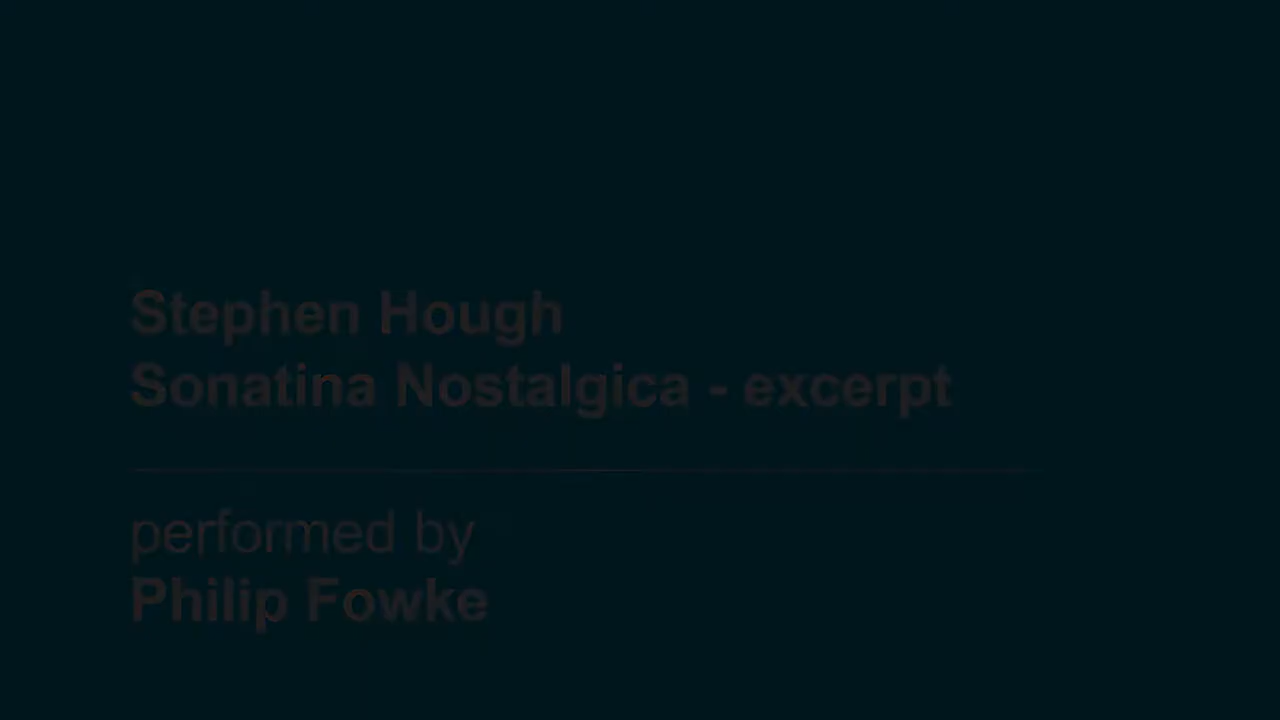 Stephen Hough
Sonatina Nostalgica - excerpt
performed by
Philip Fowke